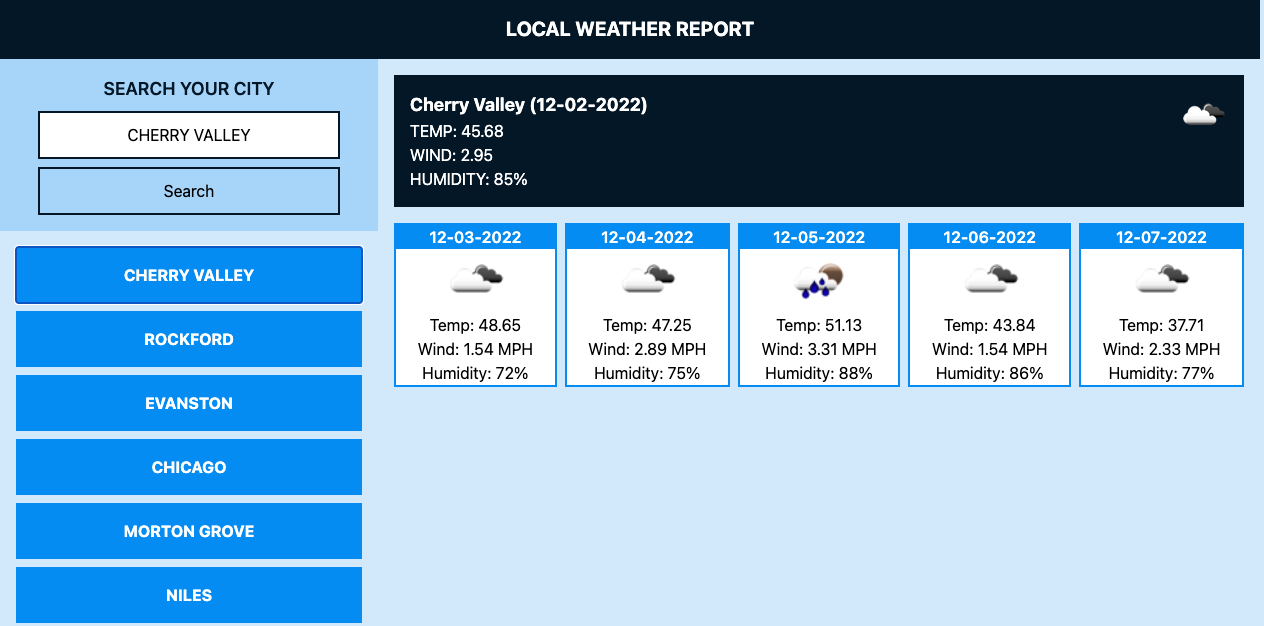 LOCAL WEATHER REPORT
SEARCH YOUR CITY
CHERRY VALLEY
Search
CHERRY VALLEY
ROCKFORD
EVANSTON
CHICAGO
MORTON GROVE
NILES
Cherry Valley (12-02-2022)
TEMP: 45.68
WIND: 2.95
HUMIDITY: 85%
12-03-2022
Temp: 48.65
Wind: 1.54 MPH
Humidity: 72%
12-04-2022
Temp: 47.25
Wind: 2.89 MPH
Humidity: 75%
12-05-2022
Temp: 51.13
Wind: 3.31 MPH
Humidity: 88%
12-06-2022
Temp: 43.84
Wind: 1.54 MPH
Humidity: 86%
12-07-2022
Temp: 37.71
Wind: 2.33 MPH
Humidity: 77%